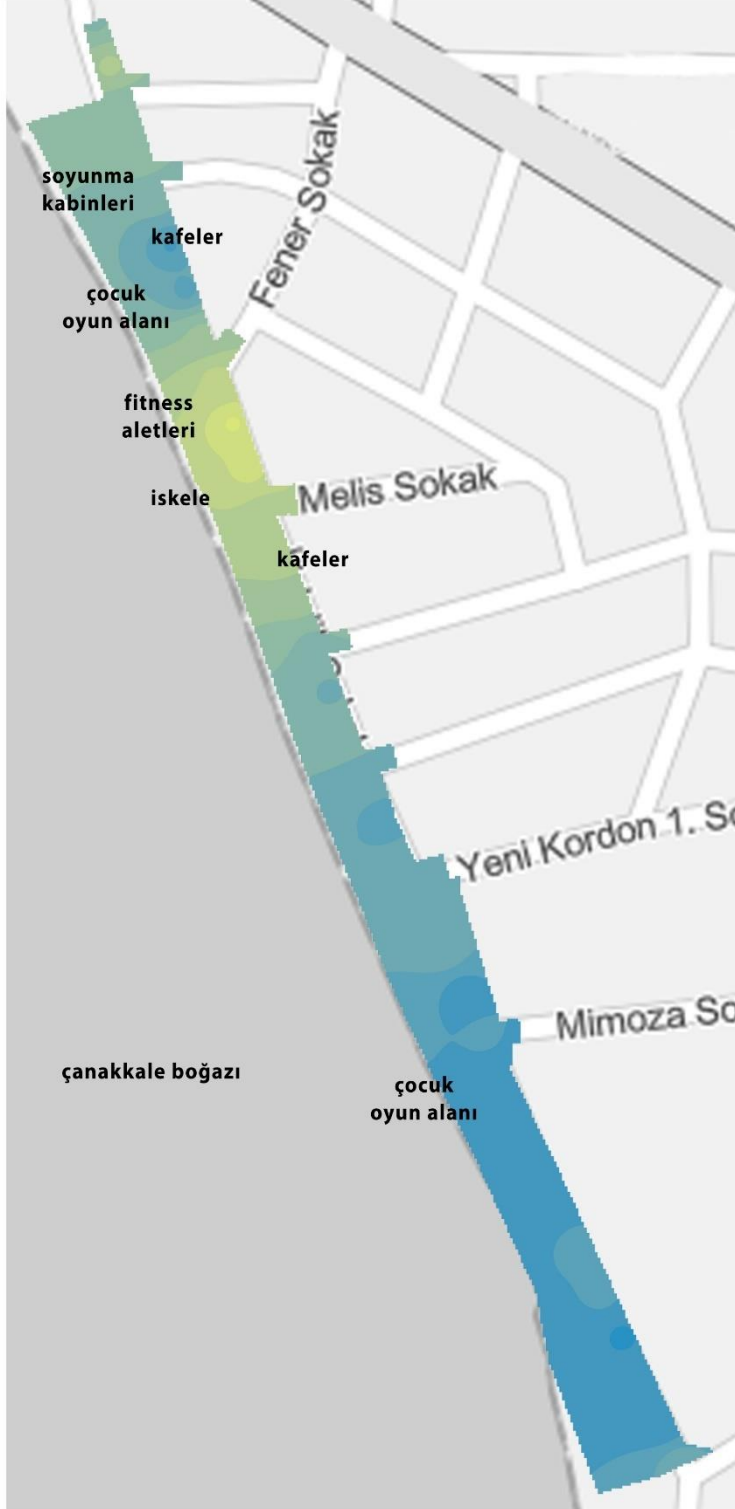 Fener Sokak
soyunma
kabinleri
kafeler
çocuk
oyun alanı
fitness
aletleri
iskele
Melis Sokak
kafeler
Yeni Kordon 1. So
Mimoza So
çanakkale boğazı
çocuk
oyun alanı